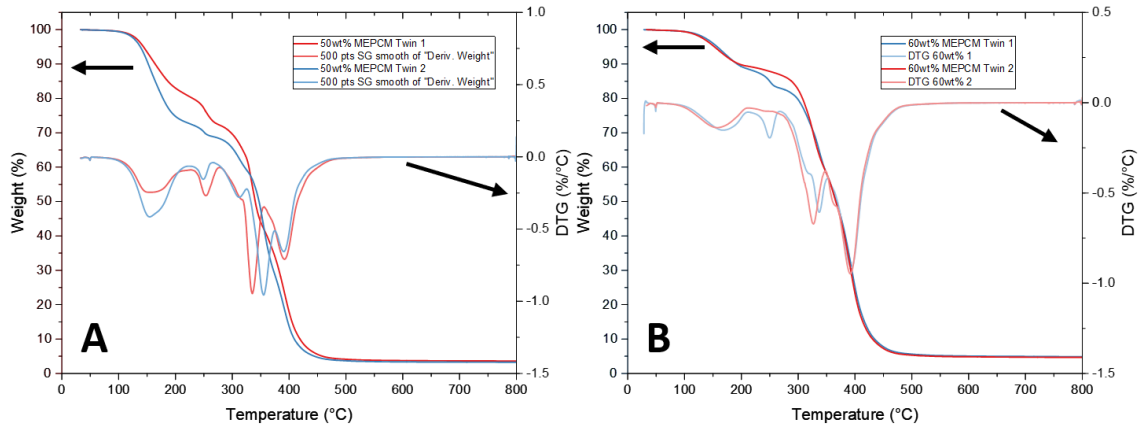 50wt% MEPCM Twin 1
500 pts SG smooth of "Deriv. Weight"
50wt% MEPCM Twin 2
500 pts SG smooth of "Deriv. Weight"
100
90
80
70
60
50
40
30
20
10
0
Weight (%)
1.0
0.5
0.0
−0.5
−1.0
−1.5
DTG (%/°C)
0 100 200 300 400 500 600 700 800
Temperature (°C)
A
60wt% MEPCM Twin 1
DTG 60wt% 1
60wt% MEPCM Twin 2
DTG 60wt% 2
100
90
80
70
60
50
40
30
20
10
0
Weight (%)
0.5
0.0
−0.5
−1.0
−1.5
DTG (%/°C)
0 100 200 300 400 500 600 700 800
Temperature (°C)
B